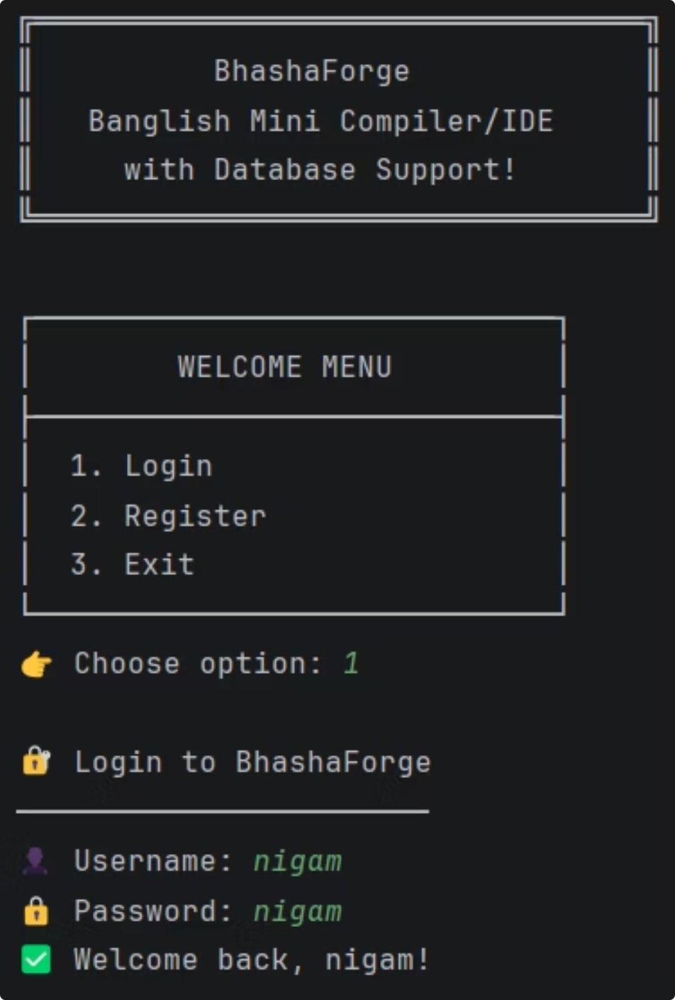 BhashaForge
Banglish Mini Compiler/IDE
with Database Support!
WELCOME MENU
1. Login
2. Register
3. Exit
👉 Choose option: 1
🔐 Login to BhashaForge
👤 Username: nigam
🔒 Password: nigam
✅ Welcome back, nigam!